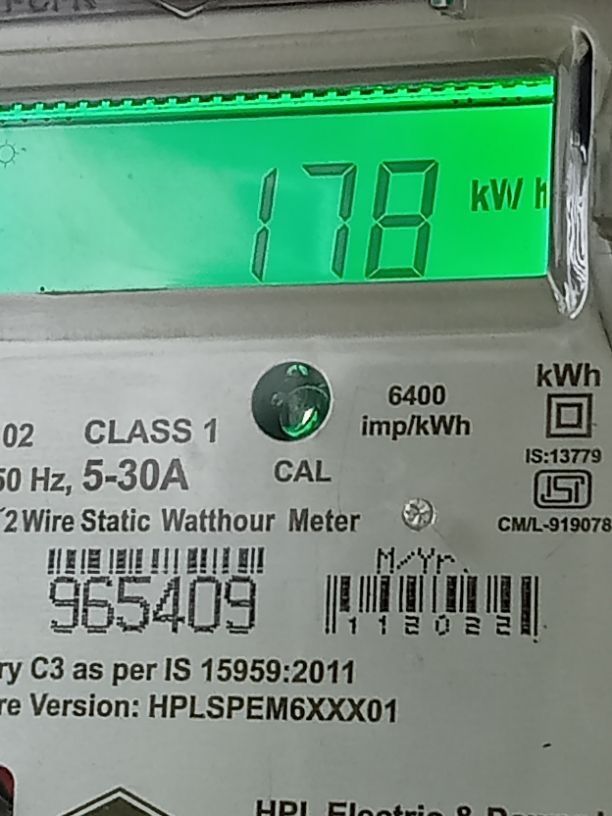 178 kWh
6400 kWh
02 CLASS 1 imp/kWh
50 Hz, 5-30A CAL IS:13779
2 Wire Static Watthour Meter CM/L-919078
M/Yr.
965409 112022
ry C3 as per IS 15959:2011
re Version: HPLSPEM6XXX01
HPL Electric &